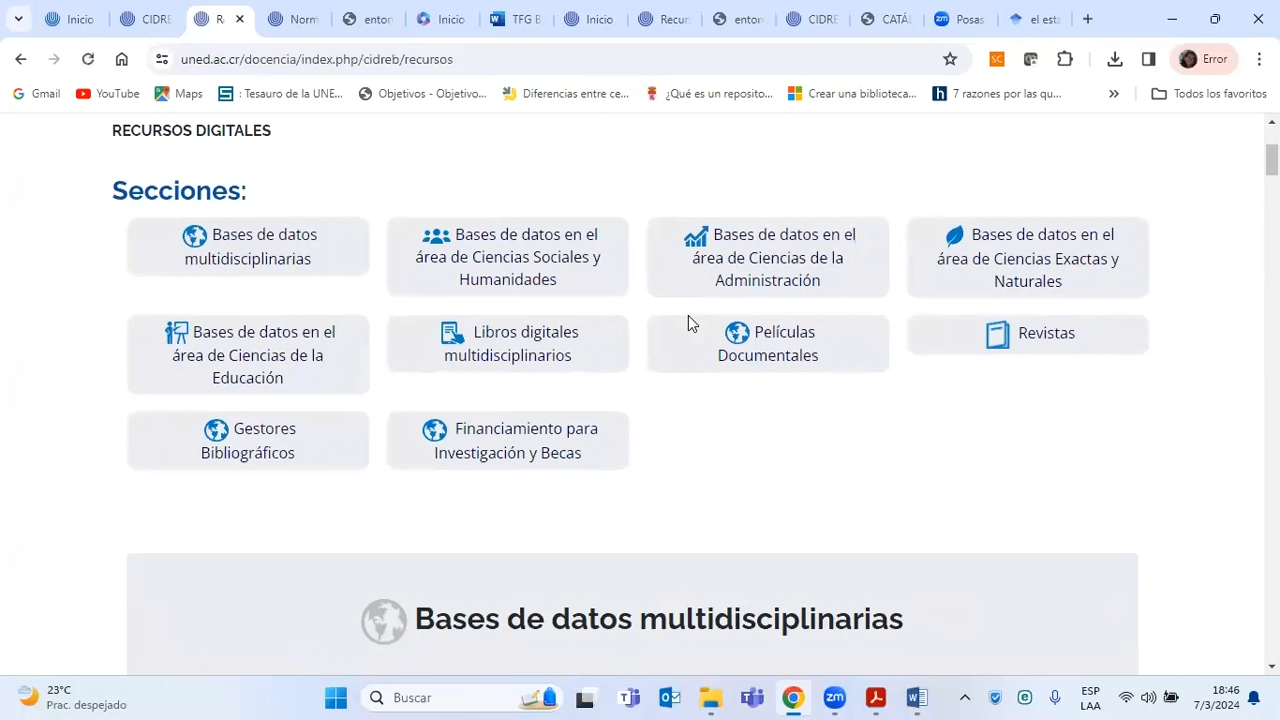 Inicio
CIDRE
Re
Norm
entor
Inicio
TFG B
Inicio
Recur
entor
CIDRE
CATÁL
zm Posas
el esta
uned.ac.cr/docencia/index.php/cidreb/recursos
SC
Error
Gmail
YouTube
Maps
: Tesauro de la UNE...
Objetivos - Objetivo...
Diferencias entre ce...
¿Qué es un reposito...
Crear una biblioteca...
h 7 razones por las qu...
Todos los favoritos
RECURSOS DIGITALES
Secciones:
Bases de datos
multidisciplinarias
Bases de datos en el
área de Ciencias Sociales y
Humanidades
Bases de datos en el
área de Ciencias de la
Administración
Bases de datos en el
área de Ciencias Exactas y
Naturales
Bases de datos en el
área de Ciencias de la
Educación
Libros digitales
multidisciplinarios
Películas
Documentales
Revistas
Gestores
Bibliográficos
Financiamiento para
Investigación y Becas
Bases de datos multidisciplinarias
23°C
Prac. despejado
Buscar
zm
ESP
LAA
18:46
7/3/2024